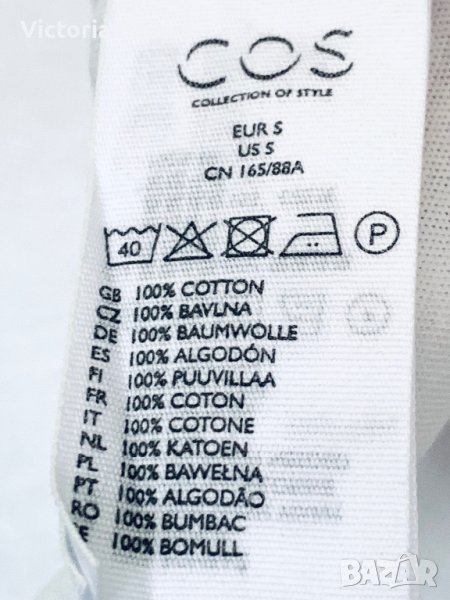 Victoria
COS
COLLECTION OF STYLE
EUR S
US S
CN 165/88A
40
P
GB 100% COTTON
CZ 100% BAVLNA
DE 100% BAUMWOLLE
ES 100% ALGODÓN
FI 100% PUUVILLAA
FR 100% COTON
IT 100% COTONE
NL 100% KATOEN
PL 100% BAWEŁNA
PT 100% ALGODÃO
RO 100% BUMBAC
E 100% BOMULL
BAZAR